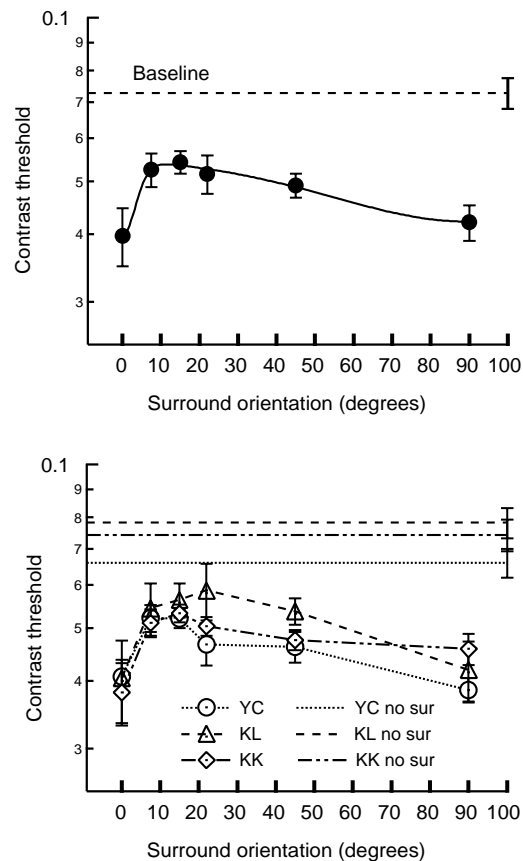 0.1
9
8
Baseline
7
6
5
4
3
Contrast threshold
0 10 20 30 40 50 60 70 80 90 100
Surround orientation (degrees)
0.1
9
8
7
6
5
4
3
Contrast threshold
YC YC no sur
KL KL no sur
KK KK no sur
0 10 20 30 40 50 60 70 80 90 100
Surround orientation (degrees)